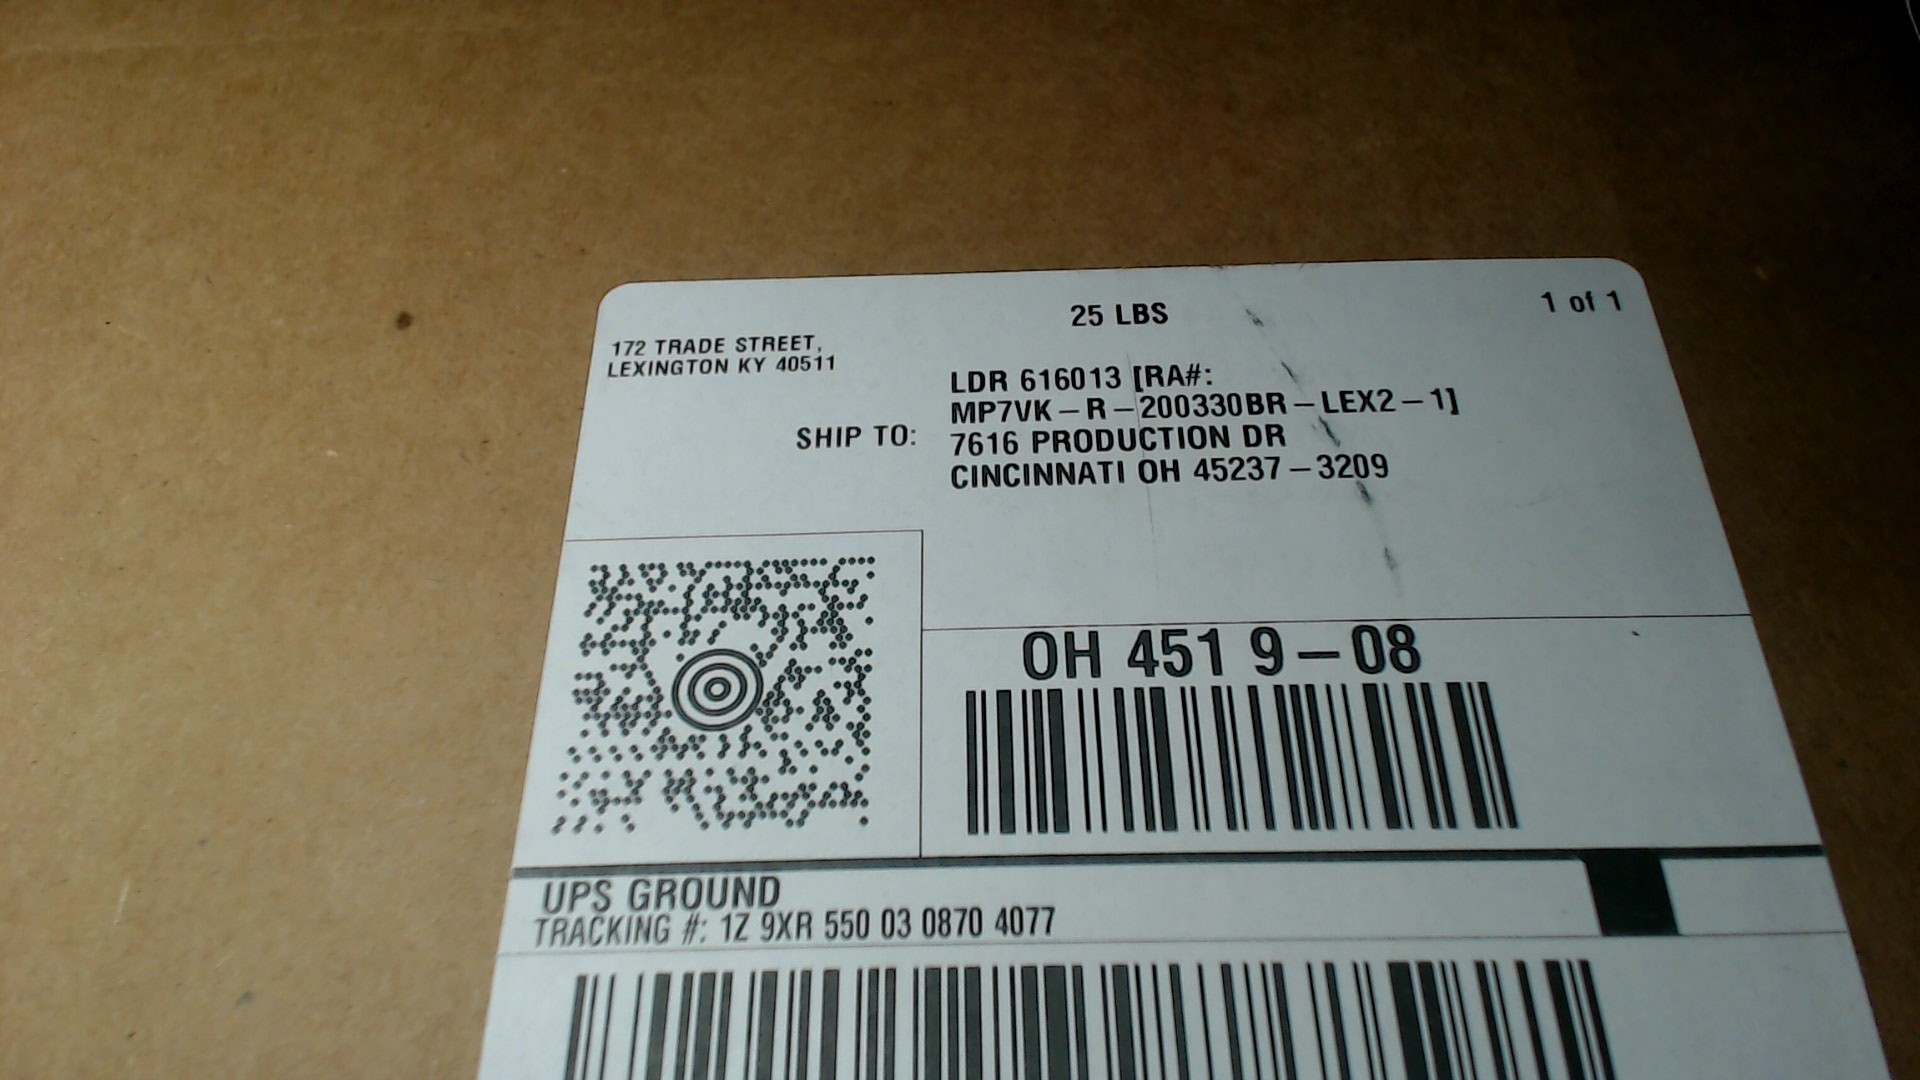 25 LBS
1 of 1
172 TRADE STREET,
LEXINGTON KY 40511
SHIP TO:
LDR 616013 [RA#:
MP7VK-R-200330BR-LEX2-1]
7616 PRODUCTION DR
CINCINNATI OH 45237-3209
OH 451 9-08
UPS GROUND
TRACKING #: 1Z 9XR 550 03 0870 4077